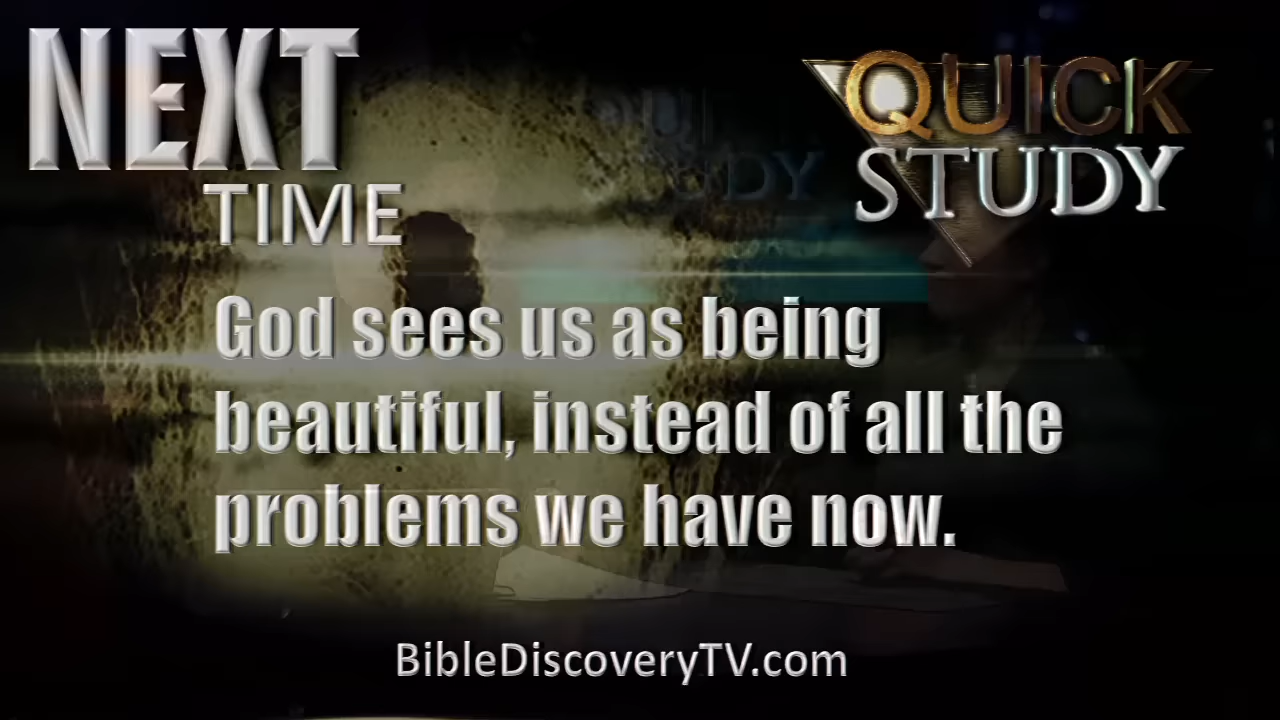 NEXT
TIME
QUICK
STUDY
God sees us as being
beautiful, instead of all the
problems we have now.
BibleDiscoveryTV.com